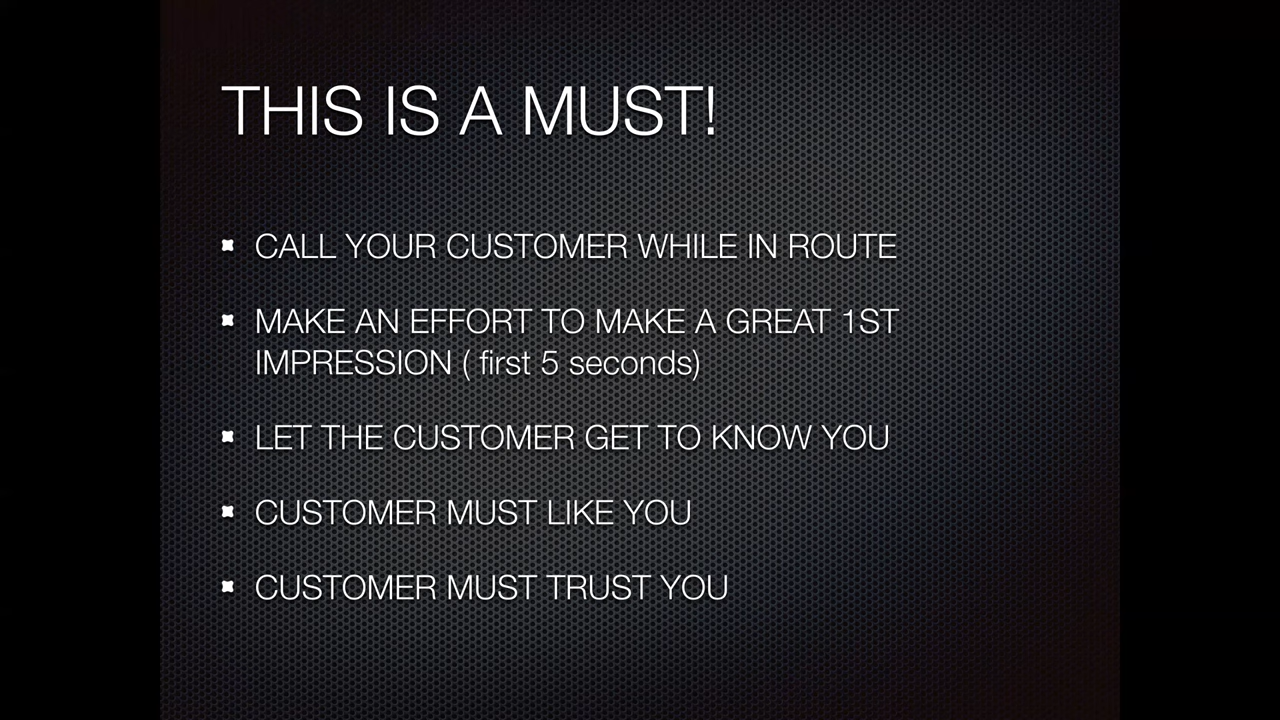 THIS IS A MUST!
CALL YOUR CUSTOMER WHILE IN ROUTE
MAKE AN EFFORT TO MAKE A GREAT 1ST
IMPRESSION ( first 5 seconds)
LET THE CUSTOMER GET TO KNOW YOU
CUSTOMER MUST LIKE YOU
CUSTOMER MUST TRUST YOU